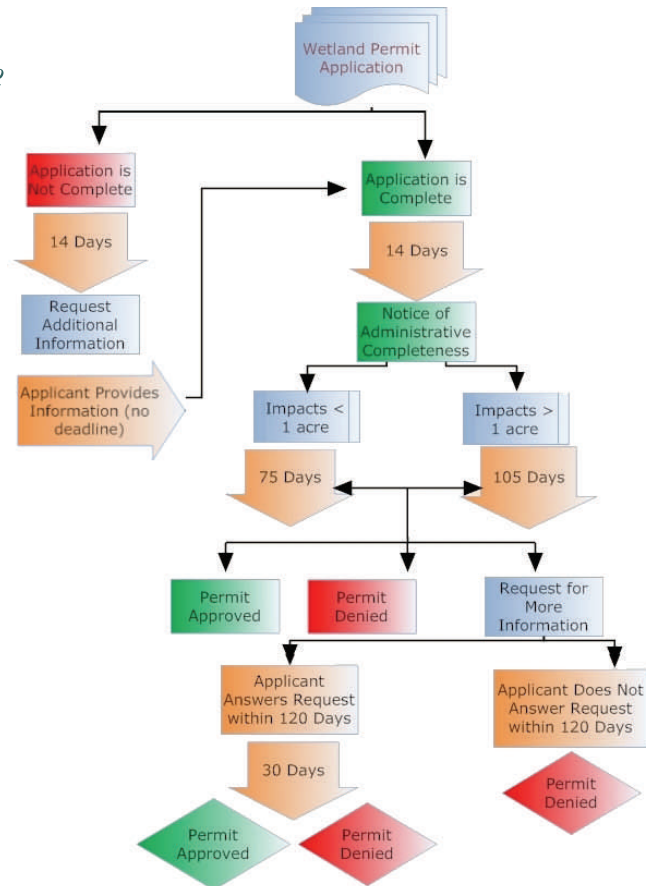 ?
Wetland Permit
Application
Application is
Not Complete
Application is
Complete
14 Days
14 Days
Request
Additional
Information
Notice of
Administrative
Completeness
Applicant Provides
Information (no
deadline)
Impacts <
1 acre
Impacts >
1 acre
75 Days
105 Days
Permit
Approved
Permit
Denied
Request for
More
Information
Applicant
Answers Request
within 120 Days
Applicant Does Not
Answer Request
within 120 Days
30 Days
Permit
Denied
Permit
Approved
Permit
Denied